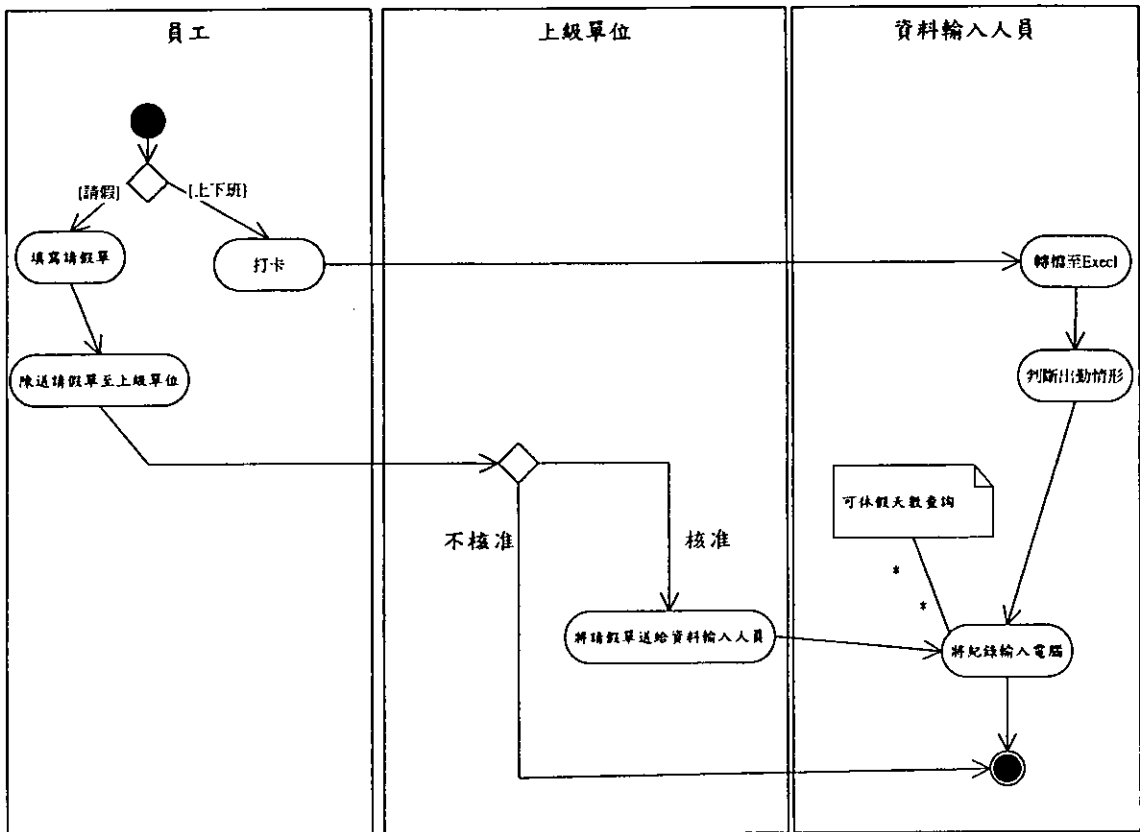 員工
上級單位
資料輸入人員
[請假]
[上下班]
填寫請假單
打卡
轉檔至Execl
陳送請假單至上級單位
判斷出勤情形
可休假天數查詢
不核准
核准
*
*
將請假單送給資料輸入人員
將紀錄輸入電腦